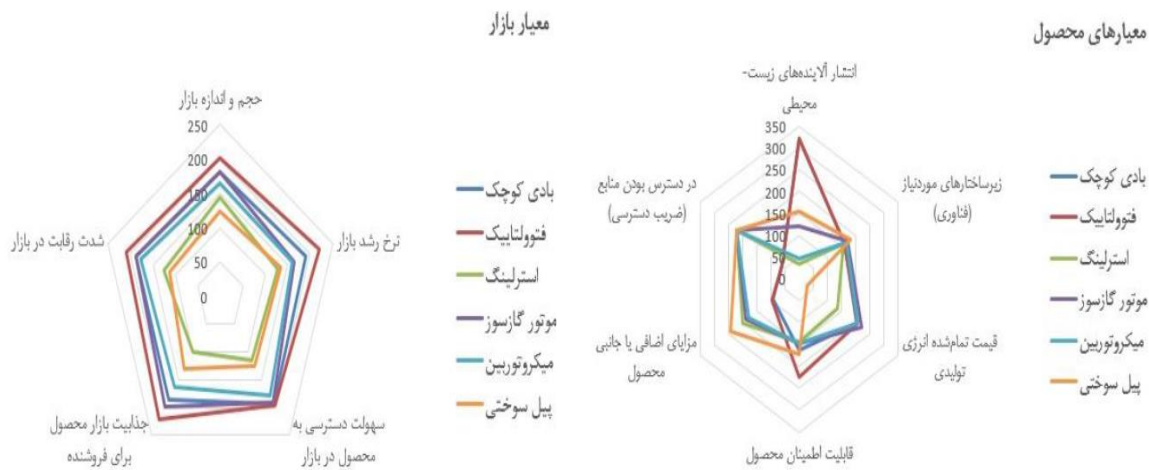 معیارهای محصول
انتشار آلاینده‌های زیست-
محیطی
350
300
250
200
150
100
50
0
زیرساختارهای موردنیاز
(فناوری)
قیمت تمام‌شده انرژی
تولیدی
قابلیت اطمینان محصول
مزایای اضافی یا جانبی
محصول
در دسترس بودن منابع
(ضریب دسترسی)
بادی کوچک
فتوولتاییک
استرلینگ
موتور گازسوز
میکروتوربین
پیل سوختی
معیار بازار
حجم و اندازه بازار
250
200
150
100
50
0
نرخ رشد بازار
سهولت دسترسی به
محصول در بازار
جذابیت بازار محصول
برای فروشنده
شدت رقابت در بازار
بادی کوچک
فتوولتاییک
استرلینگ
موتور گازسوز
میکروتوربین
پیل سوختی